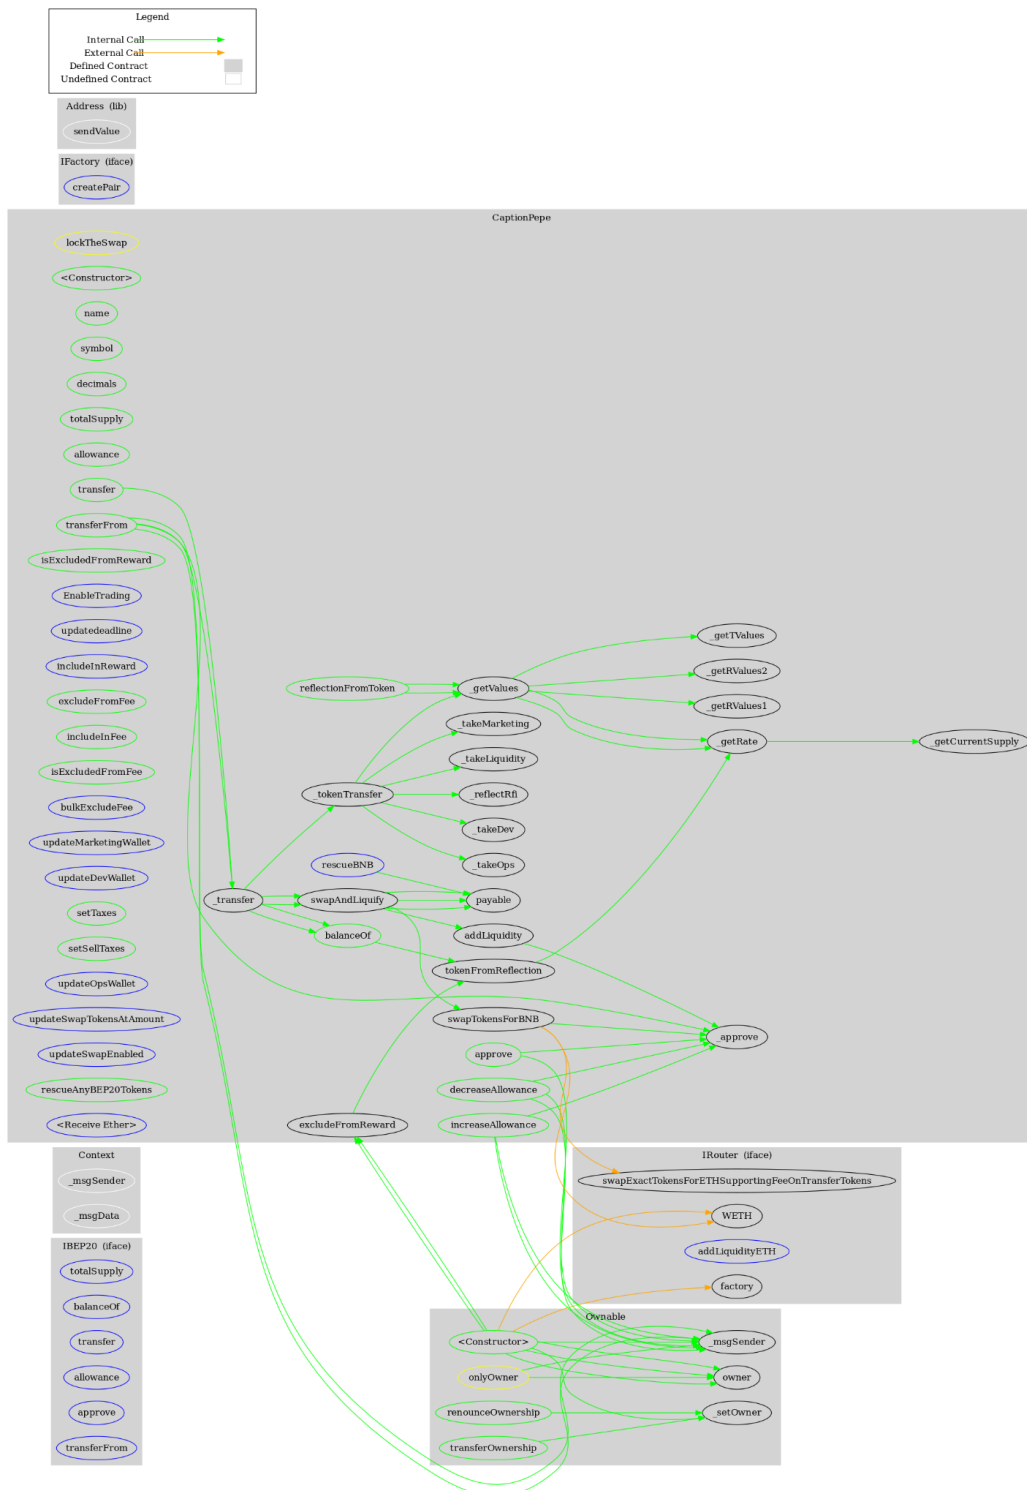 Legend
Internal Call
External Call
Defined Contract
Undefined Contract
Address  (lib)
sendValue
IFactory  (iface)
createPair
CaptionPepe
lockTheSwap
<Constructor>
name
symbol
decimals
totalSupply
allowance
transfer
transferFrom
isExcludedFromReward
EnableTrading
updatedeadline
includeInReward
excludeFromFee
includeInFee
isExcludedFromFee
bulkExcludeFee
updateMarketingWallet
updateDevWallet
setTaxes
setSellTaxes
updateOpsWallet
updateSwapTokensAtAmount
updateSwapEnabled
rescueAnyBEP20Tokens
<Receive Ether>
_transfer
reflectionFromToken
_tokenTransfer
rescueBNB
swapAndLiquify
balanceOf
excludeFromReward
_getValues
_takeMarketing
_takeLiquidity
_reflectRfi
_takeDev
_takeOps
payable
addLiquidity
tokenFromReflection
swapTokensForBNB
approve
decreaseAllowance
increaseAllowance
_getTValues
_getRValues2
_getRValues1
_getRate
_approve
_getCurrentSupply
Context
_msgSender
_msgData
IBEP20  (iface)
totalSupply
balanceOf
transfer
allowance
approve
transferFrom
IRouter  (iface)
swapExactTokensForETHSupportingFeeOnTransferTokens
WETH
addLiquidityETH
factory
Ownable
<Constructor>
onlyOwner
renounceOwnership
transferOwnership
_msgSender
owner
_setOwner